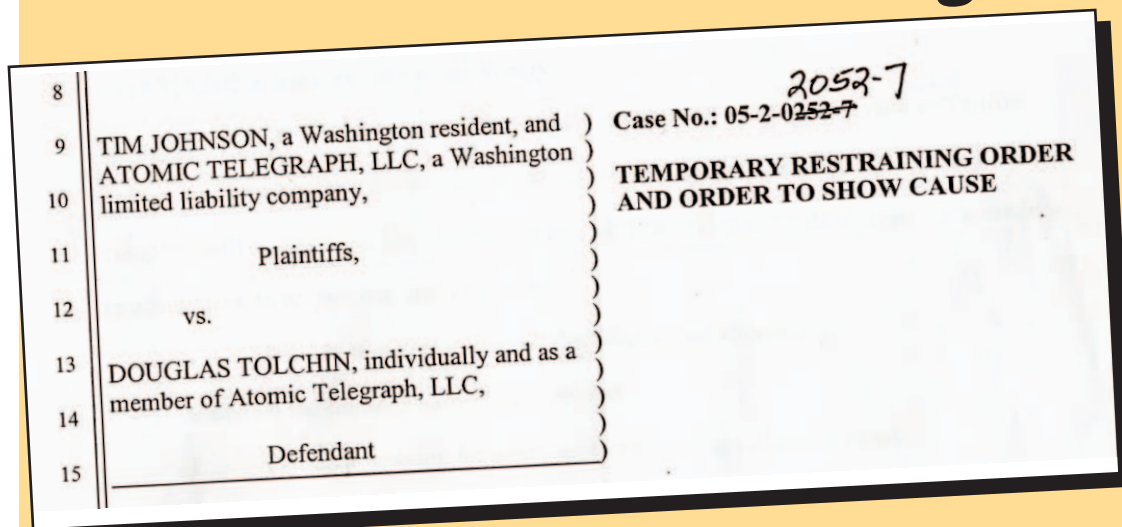 8
2052-7
9 TIM JOHNSON, a Washington resident, and ) Case No.: 05-2-0252-7
ATOMIC TELEGRAPH, LLC, a Washington )
10 limited liability company, ) TEMPORARY RESTRAINING ORDER
) AND ORDER TO SHOW CAUSE
11 Plaintiffs, )
)
12 vs. )
)
13 DOUGLAS TOLCHIN, individually and as a )
member of Atomic Telegraph, LLC, )
14 )
Defendant )
15